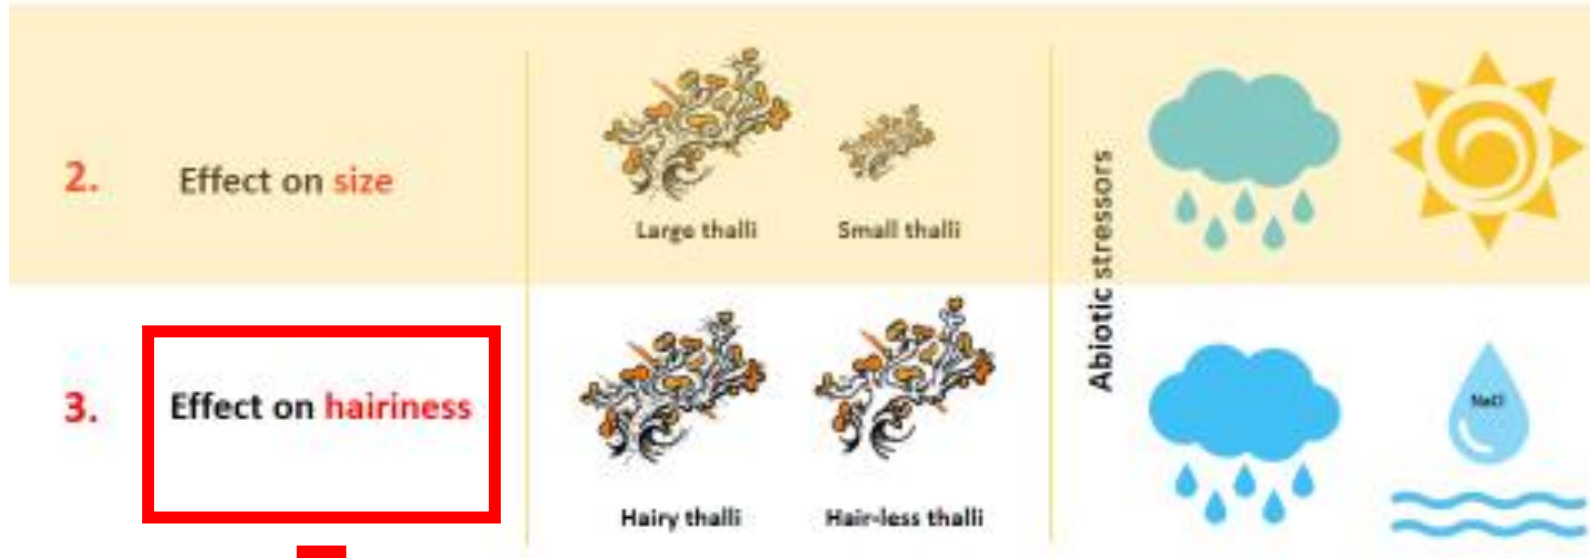 2. Effect on size
Large thalli Small thalli
Abiotic stressors
3. Effect on hairiness
Hairy thalli Hair-less thalli
NaCl